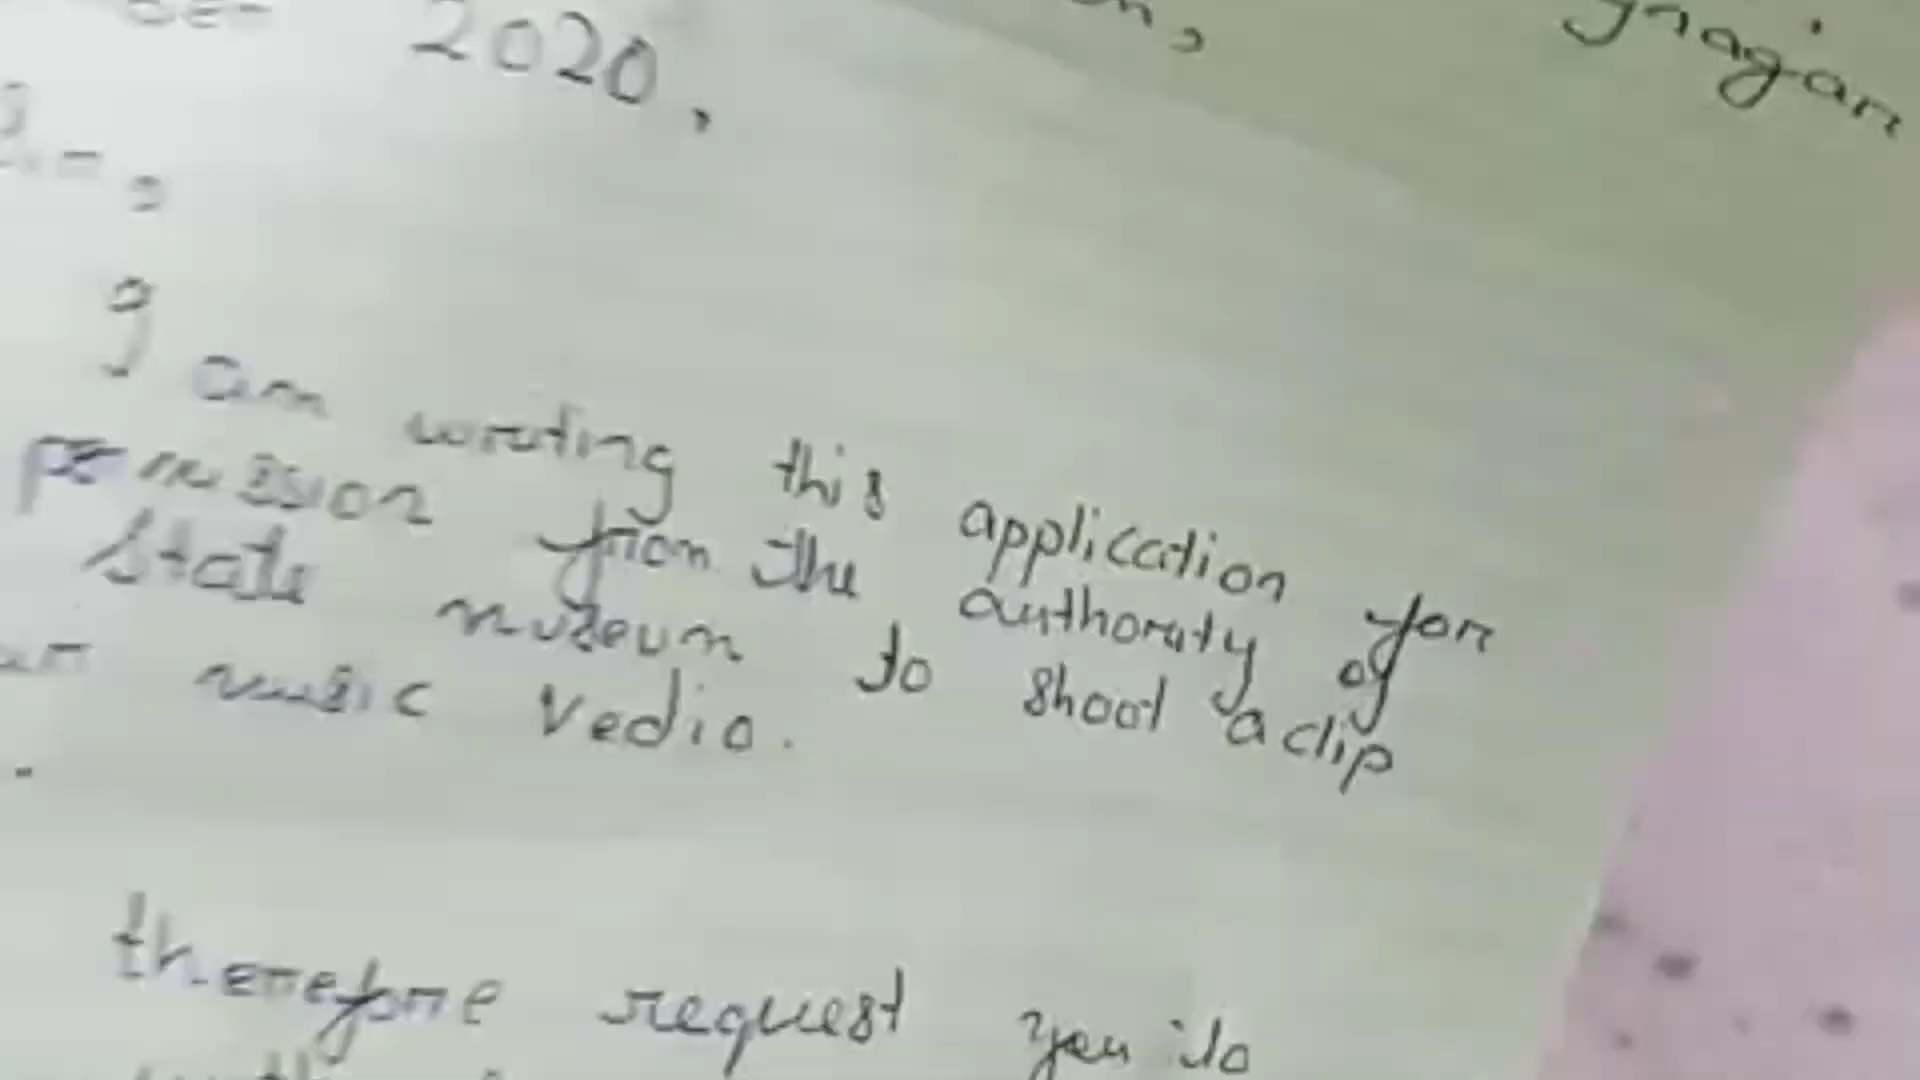 jnagar
2020,
I am writing this application for
permission from the authority of
State muzeum to shoot a clip
music Vedio.
therefore request you to